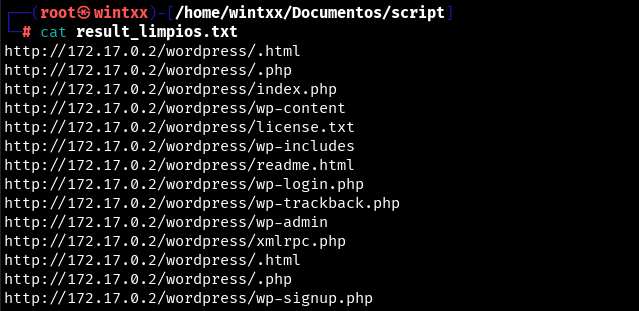 ┌──(root㉿wintxx)-[/home/wintxx/Documentos/script]
└─# cat result_limpios.txt
http://172.17.0.2/wordpress/.html
http://172.17.0.2/wordpress/.php
http://172.17.0.2/wordpress/index.php
http://172.17.0.2/wordpress/wp-content
http://172.17.0.2/wordpress/license.txt
http://172.17.0.2/wordpress/wp-includes
http://172.17.0.2/wordpress/readme.html
http://172.17.0.2/wordpress/wp-login.php
http://172.17.0.2/wordpress/wp-trackback.php
http://172.17.0.2/wordpress/wp-admin
http://172.17.0.2/wordpress/xmlrpc.php
http://172.17.0.2/wordpress/.html
http://172.17.0.2/wordpress/.php
http://172.17.0.2/wordpress/wp-signup.php